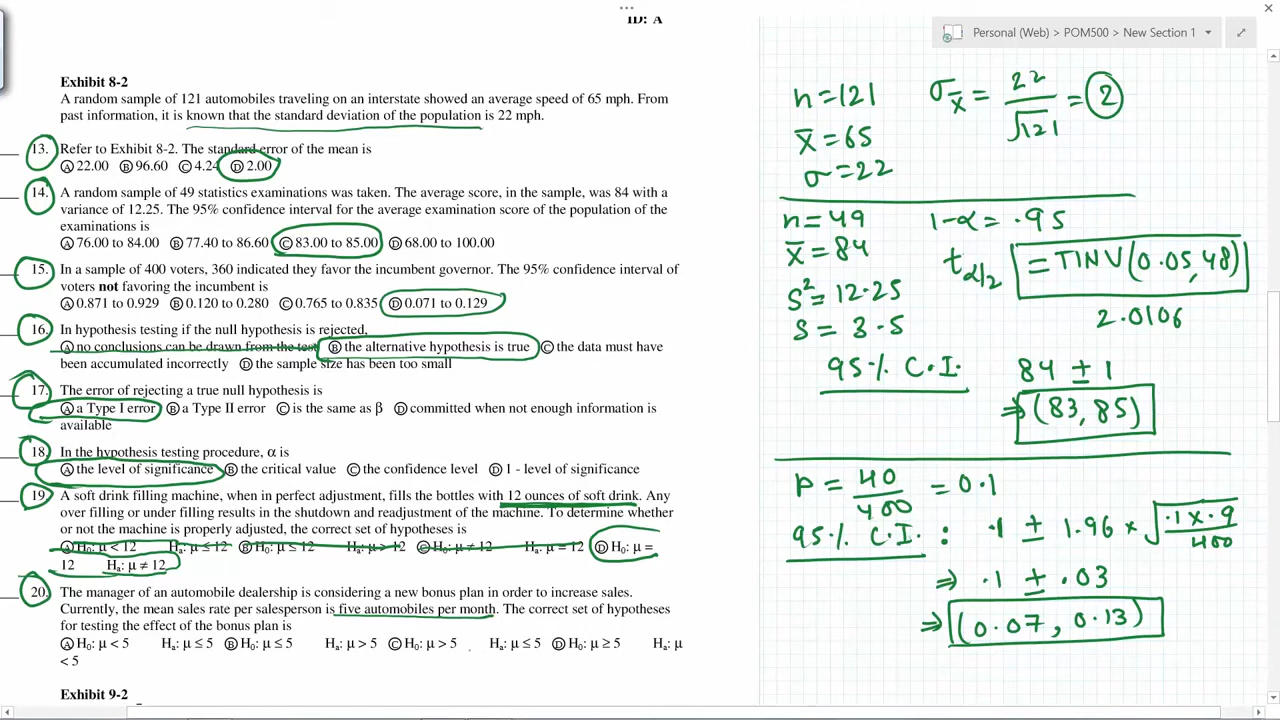 ID: A
Personal (Web) > POM500 > New Section 1
Exhibit 8-2
A random sample of 121 automobiles traveling on an interstate showed an average speed of 65 mph. From
past information, it is known that the standard deviation of the population is 22 mph.
13. Refer to Exhibit 8-2. The standard error of the mean is
Ⓐ 22.00 Ⓑ 96.60 Ⓒ 4.24 Ⓓ 2.00
14. A random sample of 49 statistics examinations was taken. The average score, in the sample, was 84 with a
variance of 12.25. The 95% confidence interval for the average examination score of the population of the
examinations is
Ⓐ 76.00 to 84.00 Ⓑ 77.40 to 86.60 Ⓒ 83.00 to 85.00 Ⓓ 68.00 to 100.00
15. In a sample of 400 voters, 360 indicated they favor the incumbent governor. The 95% confidence interval of
voters not favoring the incumbent is
Ⓐ 0.871 to 0.929 Ⓑ 0.120 to 0.280 Ⓒ 0.765 to 0.835 Ⓓ 0.071 to 0.129
16. In hypothesis testing if the null hypothesis is rejected,
Ⓐ no conclusions can be drawn from the test Ⓑ the alternative hypothesis is true Ⓒ the data must have
been accumulated incorrectly Ⓓ the sample size has been too small
17. The error of rejecting a true null hypothesis is
Ⓐ a Type I error Ⓑ a Type II error Ⓒ is the same as β Ⓓ committed when not enough information is
available
18. In the hypothesis testing procedure, α is
Ⓐ the level of significance Ⓑ the critical value Ⓒ the confidence level Ⓓ 1 - level of significance
19. A soft drink filling machine, when in perfect adjustment, fills the bottles with 12 ounces of soft drink. Any
over filling or under filling results in the shutdown and readjustment of the machine. To determine whether
or not the machine is properly adjusted, the correct set of hypotheses is
Ⓐ H₀: μ < 12 Hₐ: μ ≤ 12 Ⓑ H₀: μ ≤ 12 Hₐ: μ > 12 Ⓒ H₀: μ ≠ 12 Hₐ: μ = 12 Ⓓ H₀: μ =
12 Hₐ: μ ≠ 12
20. The manager of an automobile dealership is considering a new bonus plan in order to increase sales.
Currently, the mean sales rate per salesperson is five automobiles per month. The correct set of hypotheses
for testing the effect of the bonus plan is
Ⓐ H₀: μ < 5 Hₐ: μ ≤ 5 Ⓑ H₀: μ ≤ 5 Hₐ: μ > 5 Ⓒ H₀: μ > 5 Hₐ: μ ≤ 5 Ⓓ H₀: μ ≥ 5 Hₐ: μ
< 5
Exhibit 9-2
n = 121 σx̄ = 22/√121 = 2
x̄ = 65
σ = 22
n = 49 1-α = .95
x̄ = 84 tα/2 =TINV(0.05,48)
s² = 12.25 2.0106
s = 3.5
95% C.I. 84 ± 1
⇒ (83, 85)
P = 40/400 = 0.1
95% C.I. : .1 ± 1.96 × √(.1 x .9/400)
⇒ .1 ± .03
⇒ (0.07, 0.13)